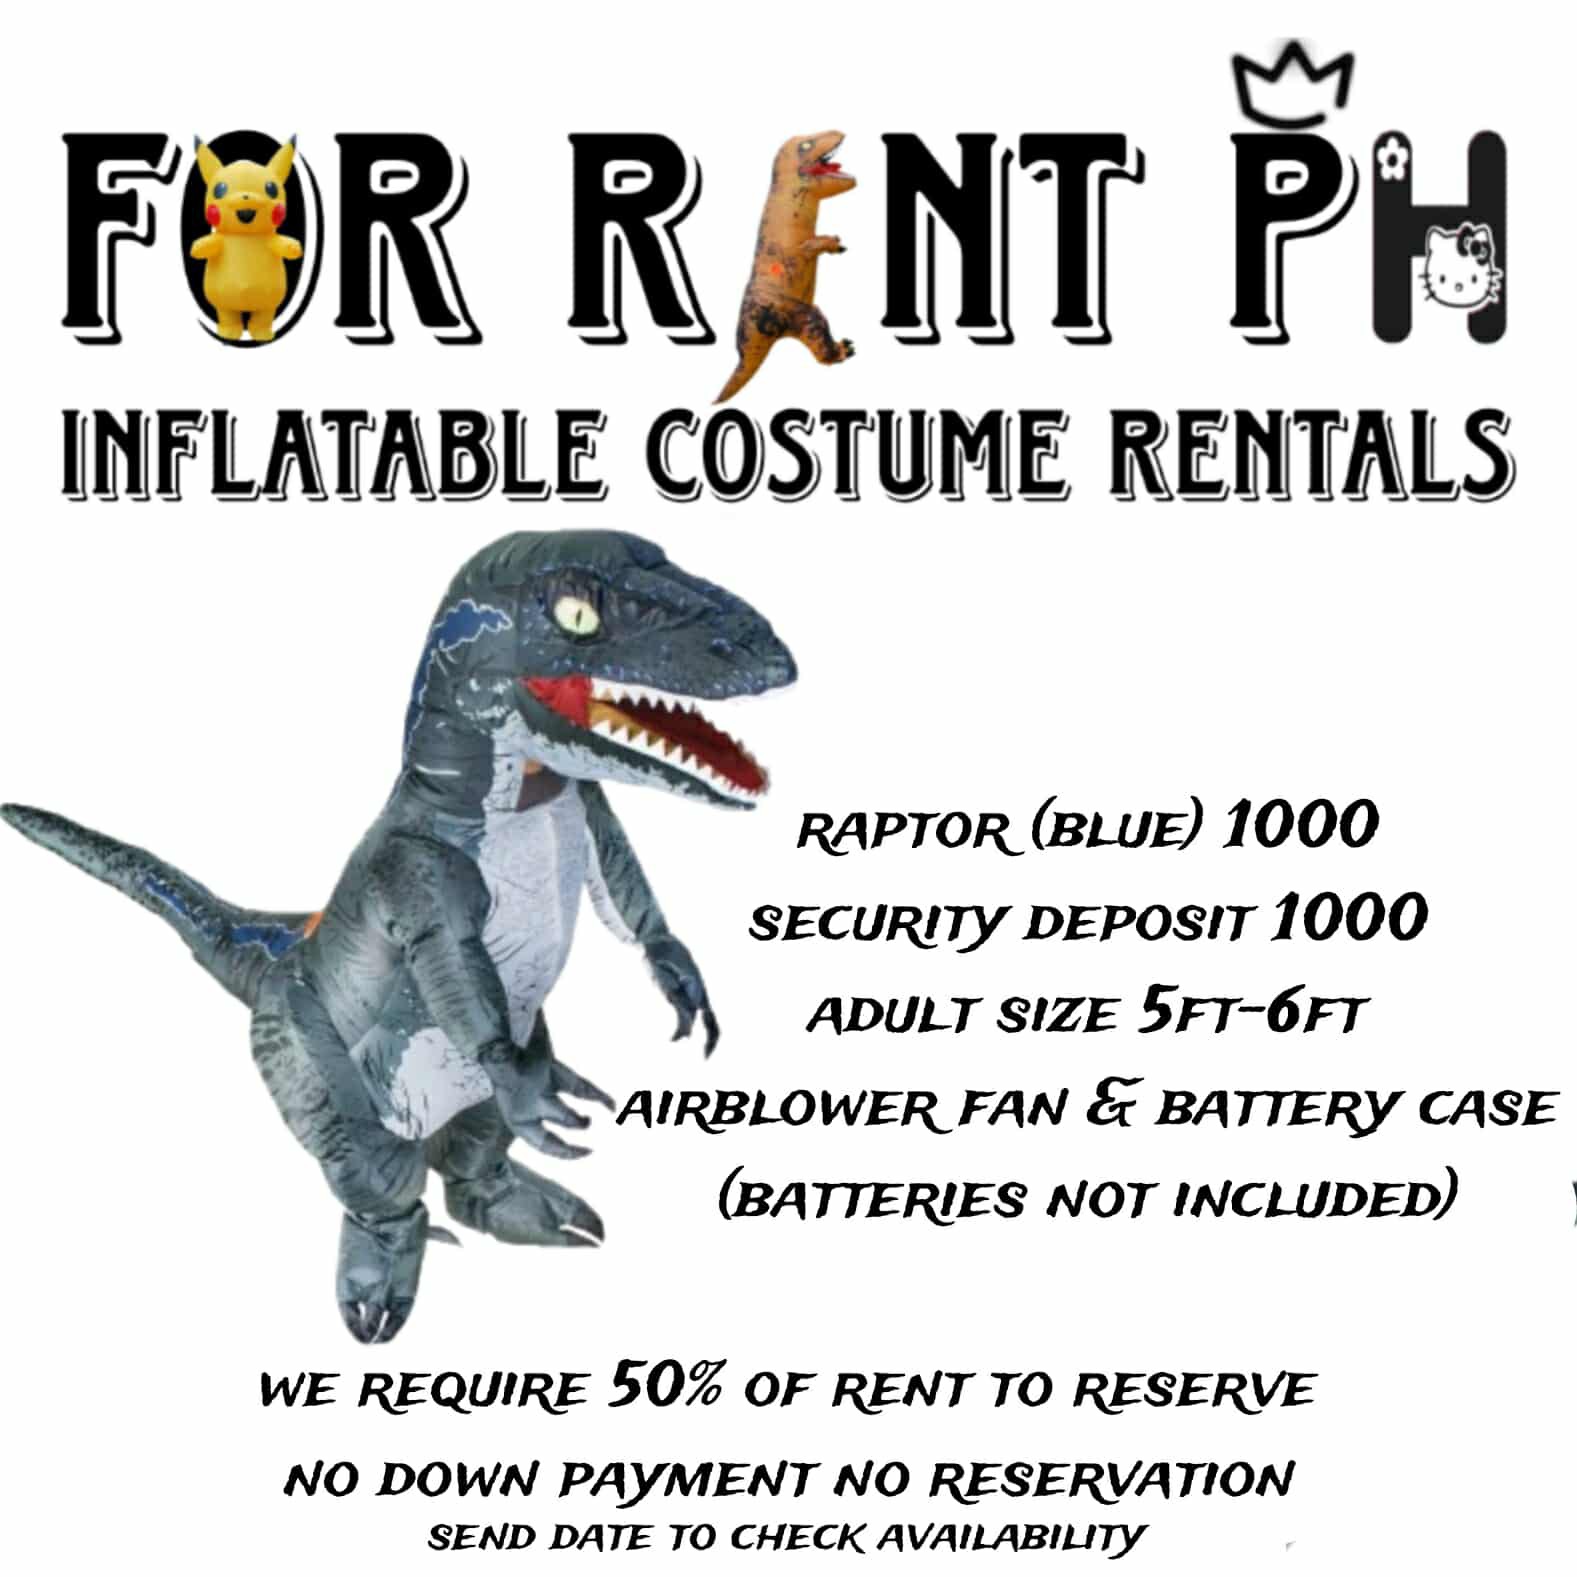 FOR RENT PH
INFLATABLE COSTUME RENTALS
RAPTOR (BLUE) 1000
SECURITY DEPOSIT 1000
ADULT SIZE 5FT-6FT
AIRBLOWER FAN & BATTERY CASE
(BATTERIES NOT INCLUDED)
WE REQUIRE 50% OF RENT TO RESERVE
NO DOWN PAYMENT NO RESERVATION
SEND DATE TO CHECK AVAILABILITY